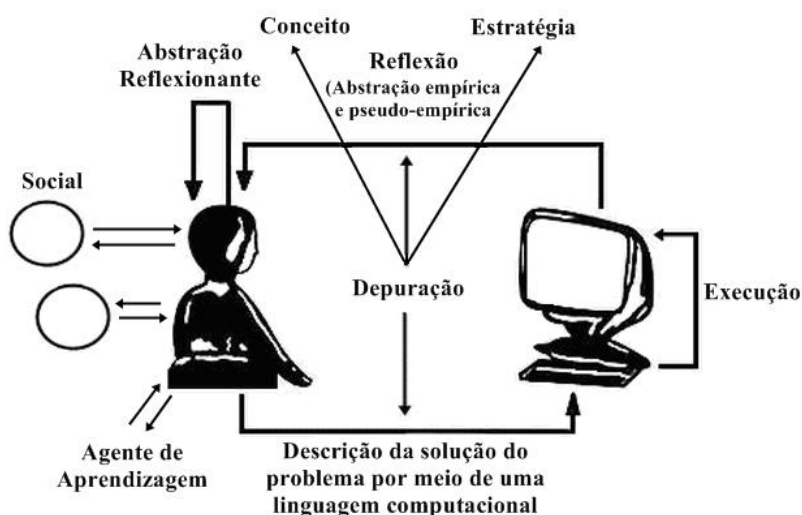 Conceito
Estratégia
Abstração
Reflexionante
Reflexão
(Abstração empírica
e pseudo-empírica
Social
Depuração
Execução
Agente de
Aprendizagem
Descrição da solução do
problema por meio de uma
linguagem computacional